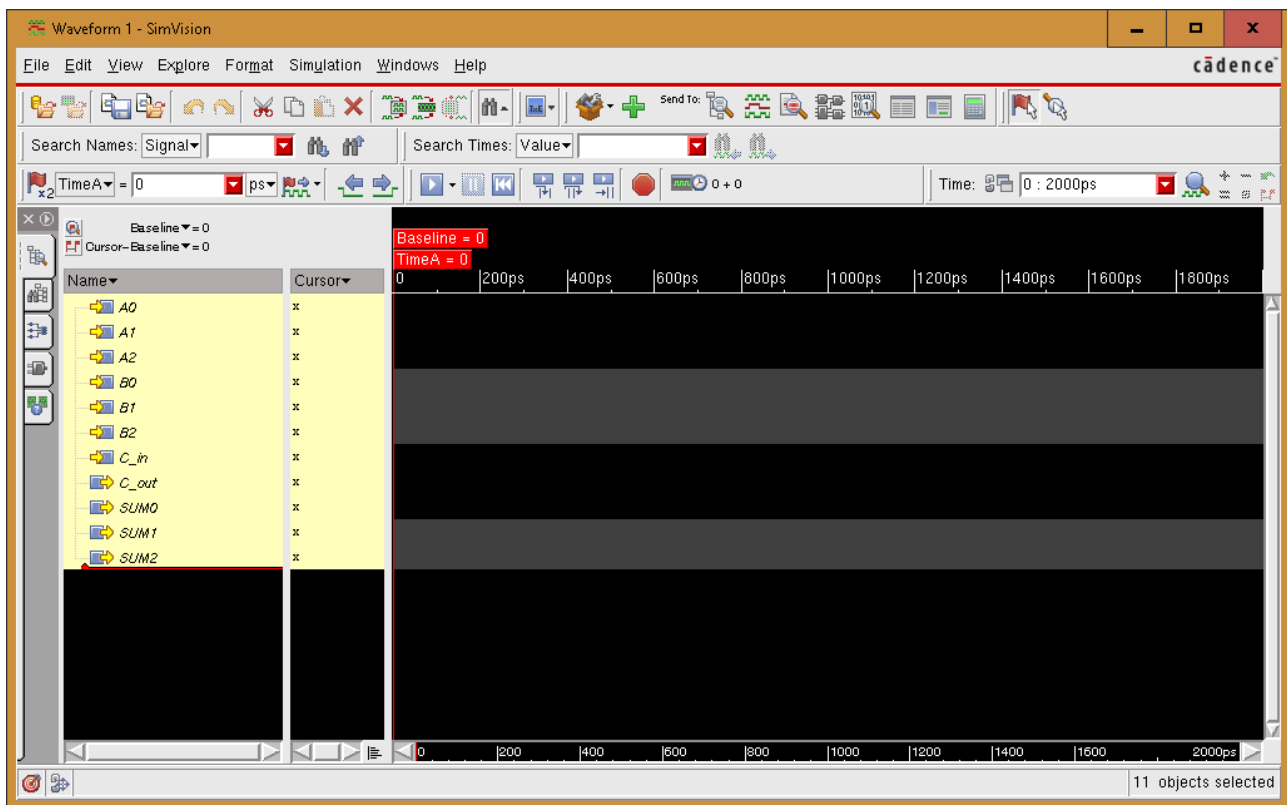 Waveform 1 - SimVision
File Edit View Explore Format Simulation Windows Help
cādence
Send To:
Search Names: Signal
Search Times: Value
x2 TimeA = 0 ps
0 + 0
Time: 0 : 2000ps
Baseline = 0
Cursor-Baseline = 0
Baseline = 0
TimeA = 0
Name Cursor
0 200ps 400ps 600ps 800ps 1000ps 1200ps 1400ps 1600ps 1800ps
A0 x
A1 x
A2 x
B0 x
B1 x
B2 x
C_in x
C_out x
SUM0 x
SUM1 x
SUM2 x
0 200 400 600 800 1000 1200 1400 1600 2000ps
11 objects selected